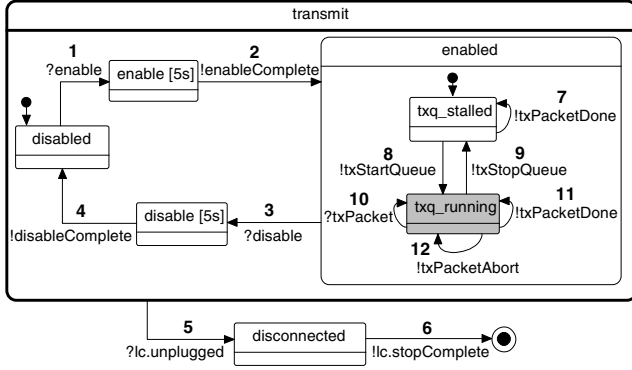 transmit
1
?enable
enable [5s]
2
!enableComplete
enabled
disabled
txq_stalled
7
!txPacketDone
8
!txStartQueue
9
!txStopQueue
4
!disableComplete
disable [5s]
3
?disable
10
?txPacket
txq_running
11
!txPacketDone
12
!txPacketAbort
5
?lc.unplugged
disconnected
6
!lc.stopComplete